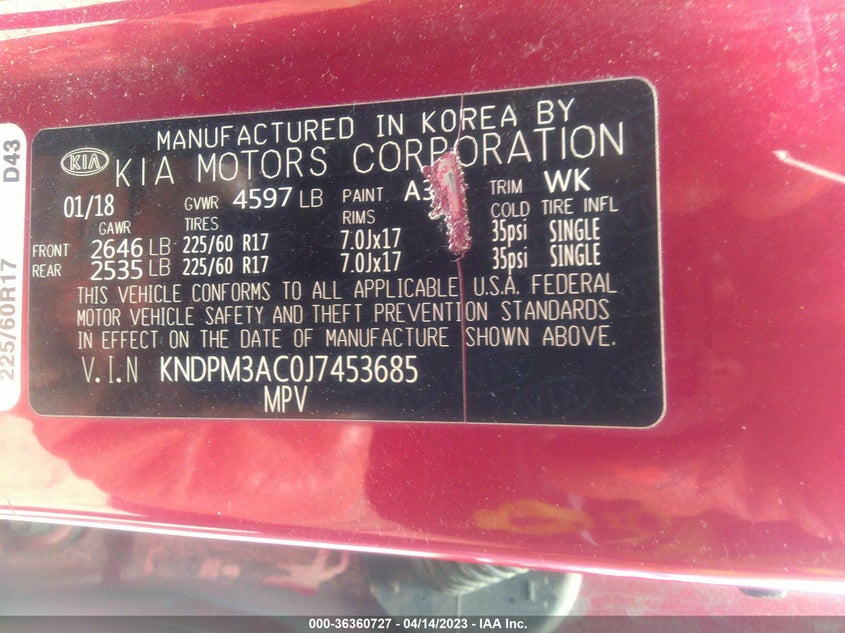 MANUFACTURED IN KOREA BY
KIA KIA MOTORS CORPORATION
01/18 GVWR 4597 LB PAINT TRIM WK
GAWR TIRES RIMS COLD TIRE INFL
FRONT 2646 LB 225/60 R17 7.0Jx17 35psi SINGLE
REAR 2535 LB 225/60 R17 7.0Jx17 35psi SINGLE
THIS VEHICLE CONFORMS TO ALL APPLICABLE U.S.A. FEDERAL
MOTOR VEHICLE SAFETY AND THEFT PREVENTION STANDARDS
IN EFFECT ON THE DATE OF MANUFACTURE SHOWN ABOVE.
V.I.N KNDPM3AC0J7453685
MPV
225/60R17 D43
000-36360727 - 04/14/2023 - IAA Inc.